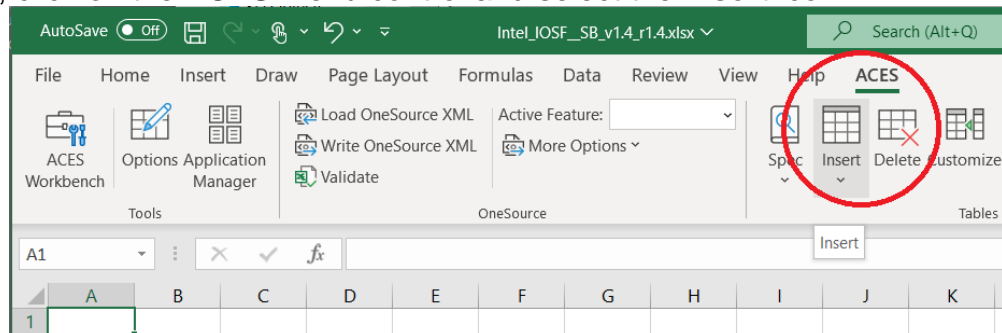 AutoSave Off Intel_IOSF__SB_v1.4_r1.4.xlsx Search (Alt+Q)
File Home Insert Draw Page Layout Formulas Data Review View Help ACES
ACES Workbench
Options
Application Manager
Tools
Load OneSource XML
Write OneSource XML
Validate
Active Feature:
More Options
OneSource
Spec
Insert
Delete
Customize
Tables
Insert
A1
fx
A B C D E F G H I J K
1